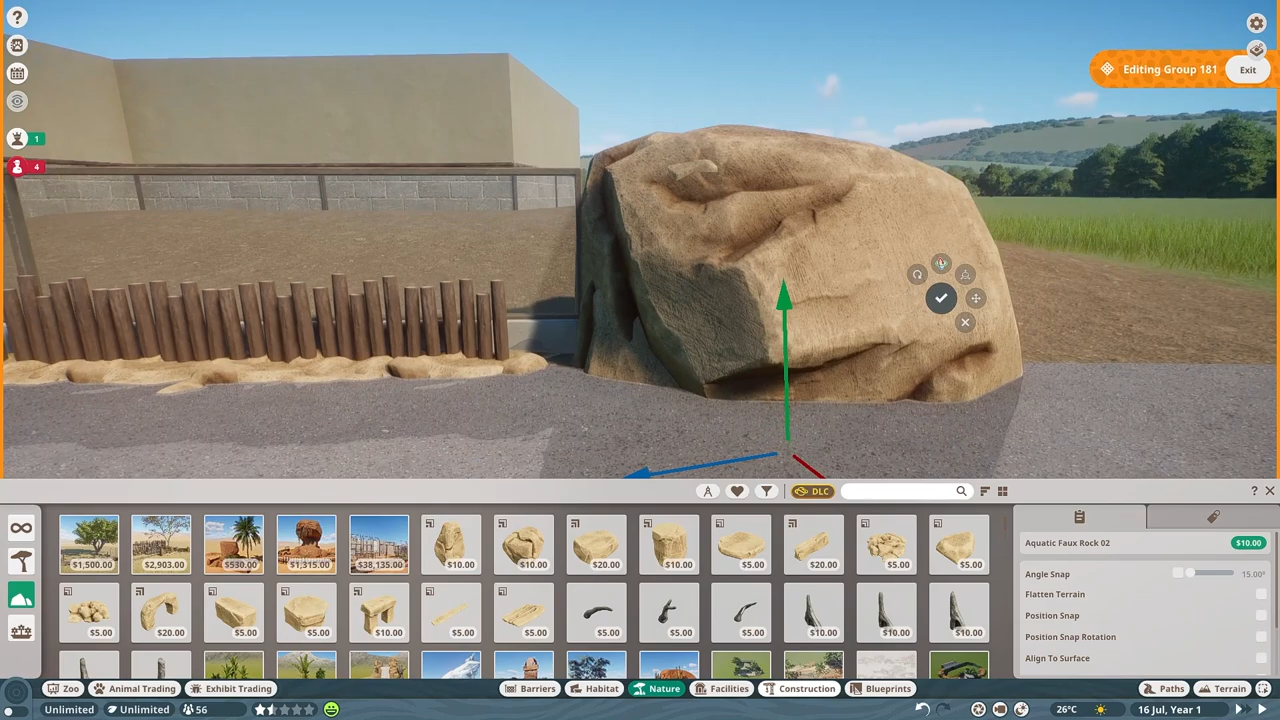 Editing Group 181
Exit
1
4
DLC
$1,500.00
$2,903.00
$530.00
$1,315.00
$38,135.00
$10.00
$10.00
$20.00
$10.00
$5.00
$20.00
$5.00
$5.00
$5.00
$20.00
$5.00
$5.00
$10.00
$5.00
$5.00
$5.00
$5.00
$5.00
$10.00
$10.00
$10.00
Aquatic Faux Rock 02
$10.00
Angle Snap
15.00°
Flatten Terrain
Position Snap
Position Snap Rotation
Align To Surface
Zoo
Animal Trading
Exhibit Trading
Barriers
Habitat
Nature
Facilities
Construction
Blueprints
Paths
Terrain
Unlimited
Unlimited
56
26°C
16 Jul, Year 1